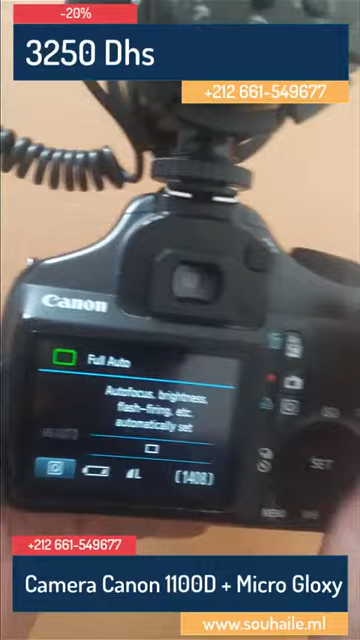 -20%
3250 Dhs
+212 661-549677
Canon
Full Auto
Autofocus, brightness,
flash-firing, etc.
automatically set
L
(1408)
SET
MENU
+212 661-549677
Camera Canon 1100D + Micro Gloxy
www.souhaile.ml